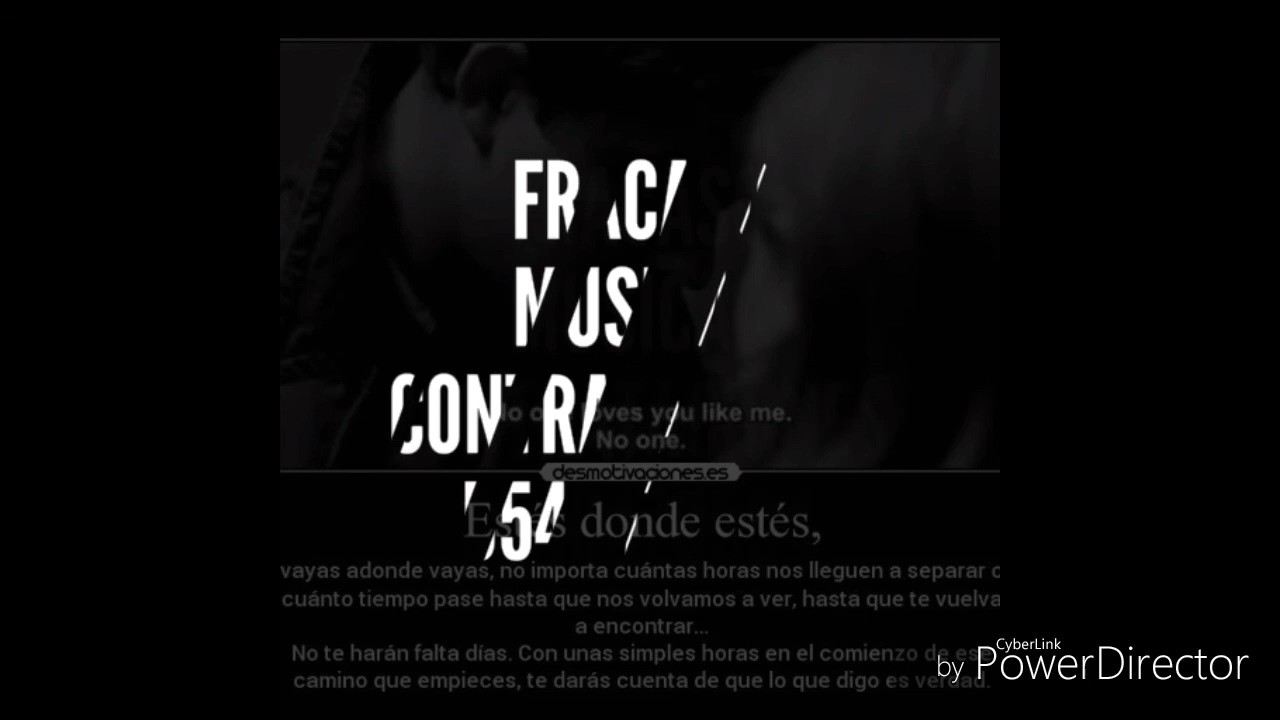 No one loves you like me.
No one.
desmotivaciones.es
Estés donde estés,
vayas adonde vayas, no importa cuántas horas nos lleguen a separar o
cuánto tiempo pase hasta que nos volvamos a ver, hasta que te vuelva
a encontrar...
No te harán falta días. Con unas simples horas en el comienzo de ese
camino que empieces, te darás cuenta de que lo que digo es verdad.
CyberLink
by PowerDirector